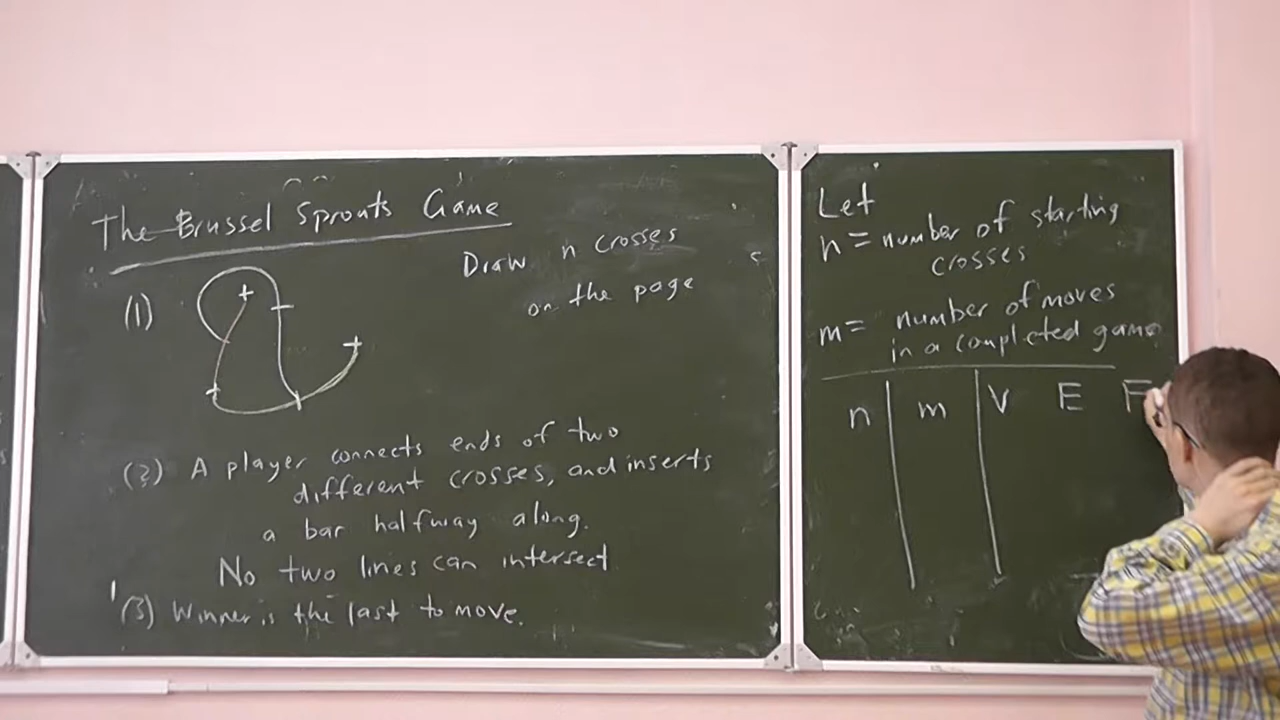 The Brussel Sprouts Game
(1)
Draw n crosses
on the page
(2) A player connects ends of two
different crosses, and inserts
a bar halfway along.
No two lines can intersect
(3) Winner is the last to move.
Let
n = number of starting
crosses
m = number of moves
in a completed game
n m V E F